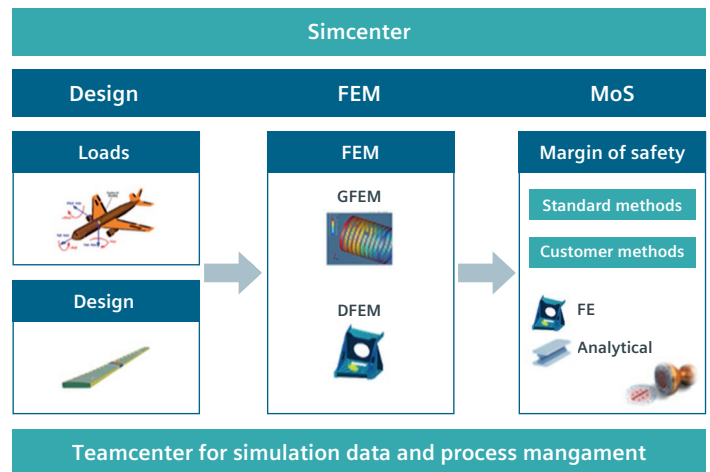 Simcenter
Design FEM MoS
Loads
Design
FEM
GFEM
DFEM
Margin of safety
Standard methods
Customer methods
FE
Analytical
Teamcenter for simulation data and process mangament